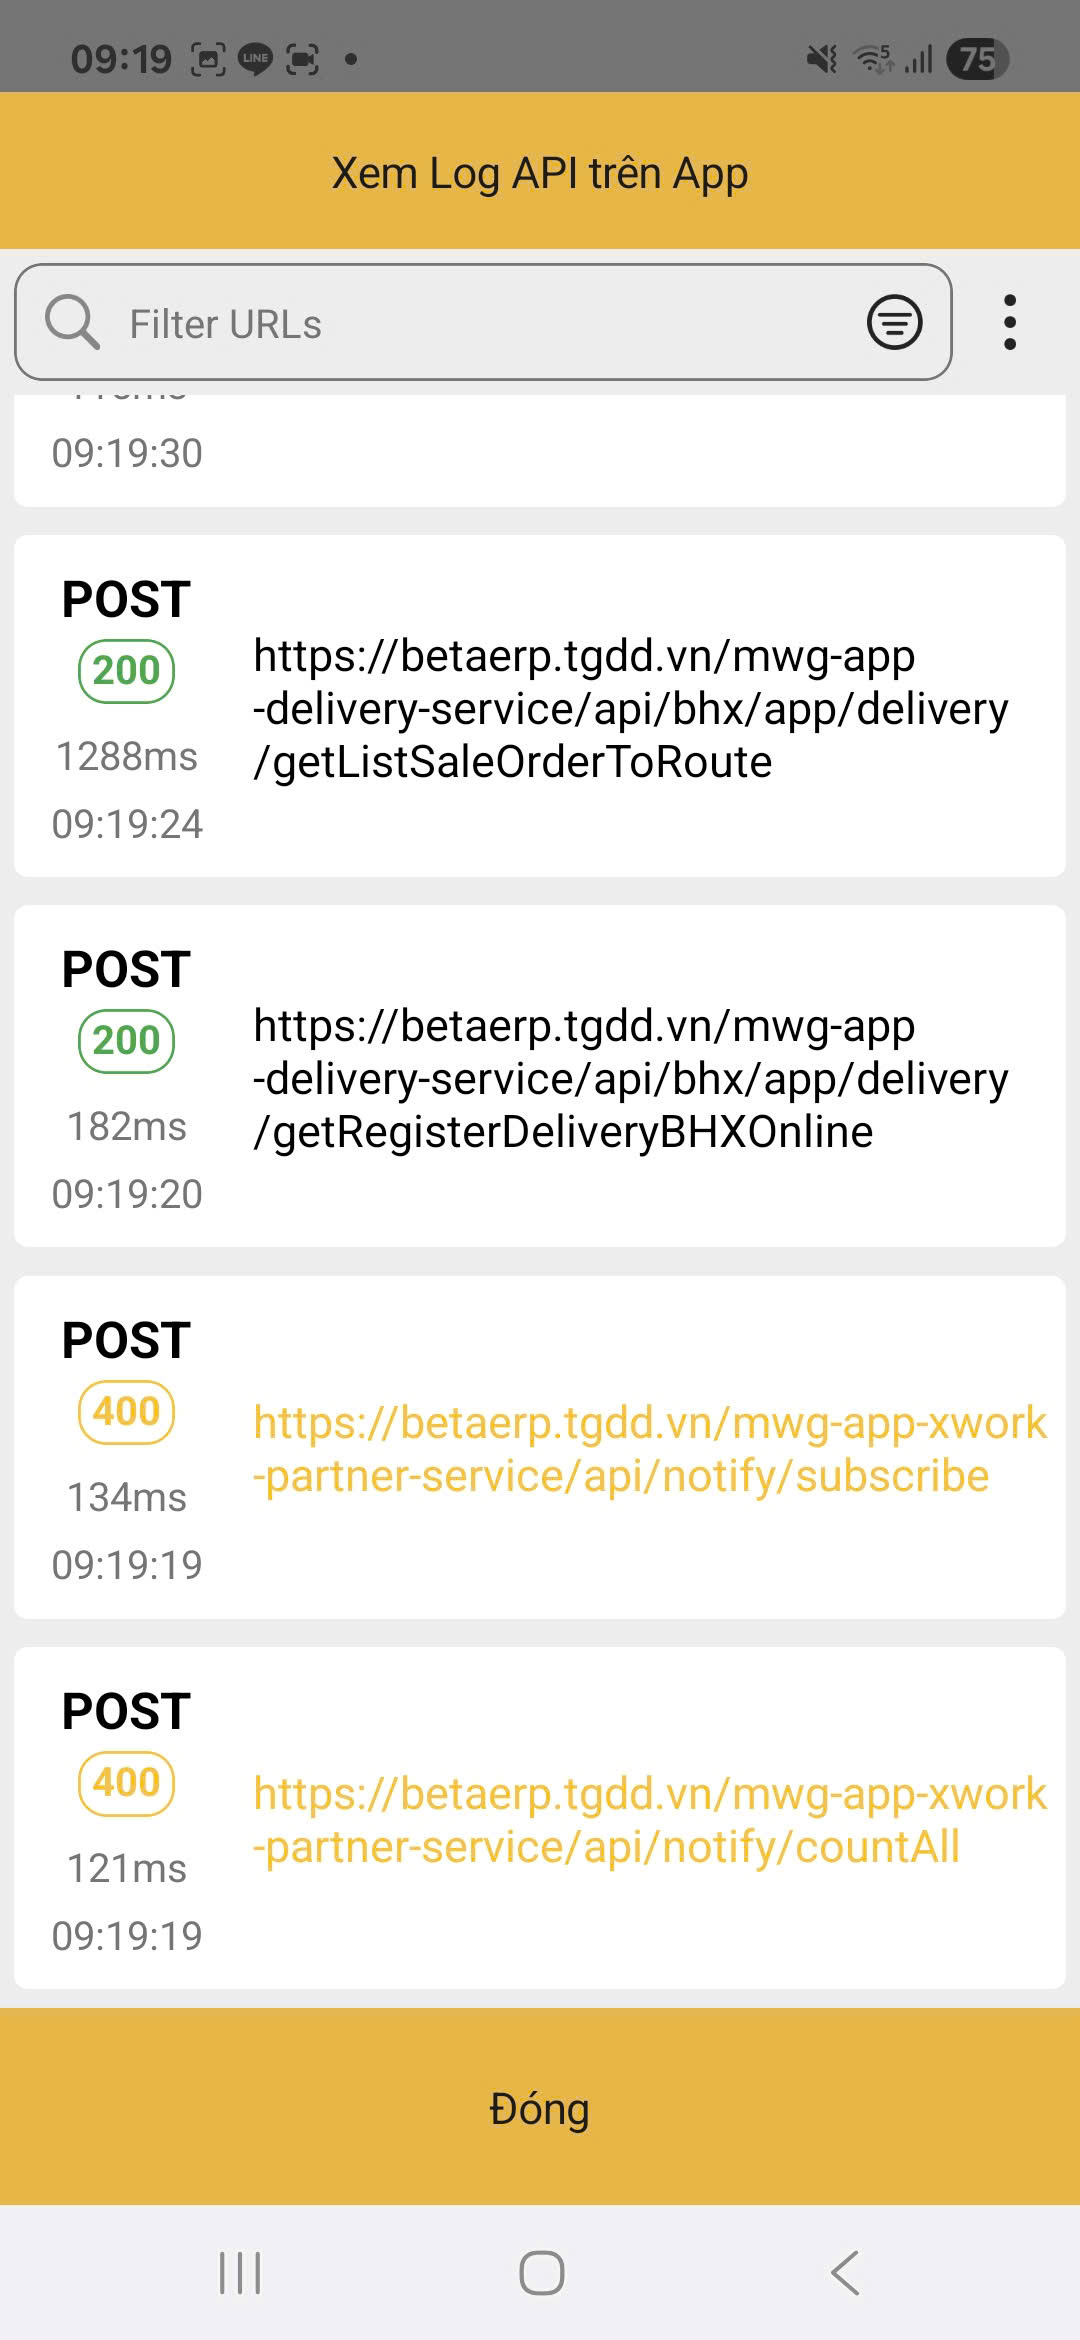 09:19 LINE 5 75
Xem Log API trên App
Filter URLs
09:19:30
POST
200
1288ms
09:19:24
https://betaerp.tgdd.vn/mwg-app
-delivery-service/api/bhx/app/delivery
/getListSaleOrderToRoute
POST
200
182ms
09:19:20
https://betaerp.tgdd.vn/mwg-app
-delivery-service/api/bhx/app/delivery
/getRegisterDeliveryBHXOnline
POST
400
134ms
09:19:19
https://betaerp.tgdd.vn/mwg-app-xwork
-partner-service/api/notify/subscribe
POST
400
121ms
09:19:19
https://betaerp.tgdd.vn/mwg-app-xwork
-partner-service/api/notify/countAll
Đóng